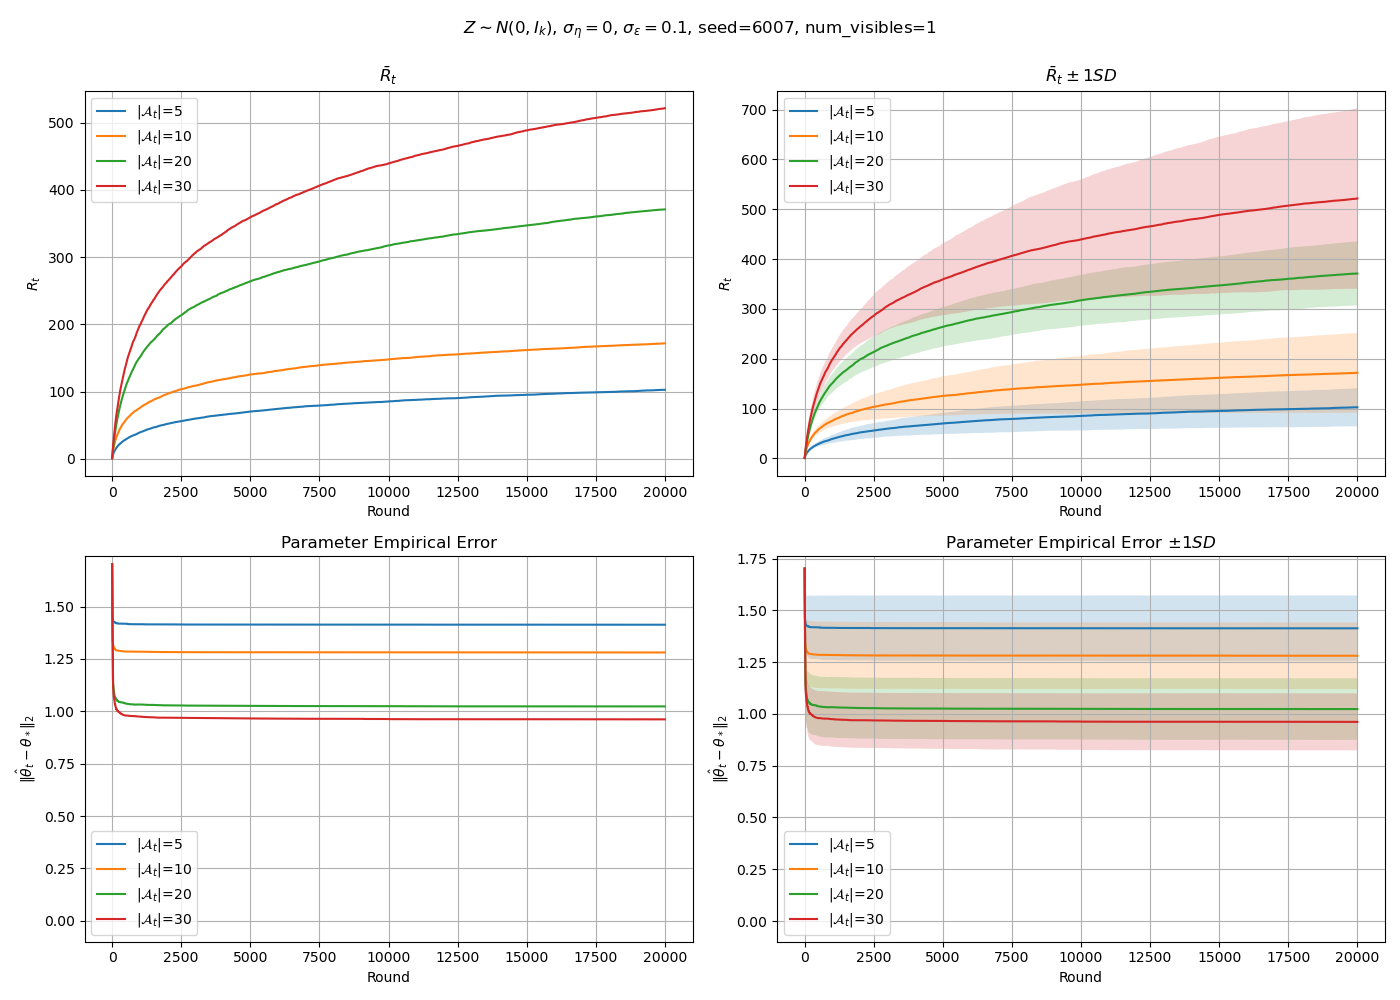 Z ∼ N(0, I_k), σ_η = 0, σ_ε = 0.1, seed=6007, num_visibles=1
R̄_t
R_t
500
400
300
200
100
0
|𝒜_t|=5
|𝒜_t|=10
|𝒜_t|=20
|𝒜_t|=30
0 2500 5000 7500 10000 12500 15000 17500 20000
Round
R̄_t ± 1SD
R_t
700
600
500
400
300
200
100
0
|𝒜_t|=5
|𝒜_t|=10
|𝒜_t|=20
|𝒜_t|=30
0 2500 5000 7500 10000 12500 15000 17500 20000
Round
Parameter Empirical Error
‖θ̂_t − θ_*‖_2
1.50
1.25
1.00
0.75
0.50
0.25
0.00
|𝒜_t|=5
|𝒜_t|=10
|𝒜_t|=20
|𝒜_t|=30
0 2500 5000 7500 10000 12500 15000 17500 20000
Round
Parameter Empirical Error ±1SD
‖θ̂_t − θ_*‖_2
1.75
1.50
1.25
1.00
0.75
0.50
0.25
0.00
|𝒜_t|=5
|𝒜_t|=10
|𝒜_t|=20
|𝒜_t|=30
0 2500 5000 7500 10000 12500 15000 17500 20000
Round